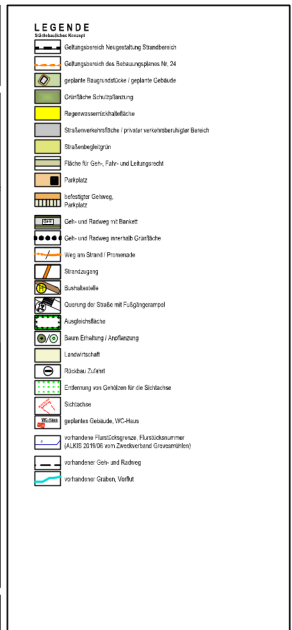 LEGENDE
Städtebauliches Konzept
Geltungsbereich Neugestaltung Strandbereich
Geltungsbereich des Bebauungsplanes Nr. 24
geplante Baugrundstücke / geplante Gebäude
Grünfläche Schutzpflanzung
Regenwasserrückhaltefläche
Straßenverkehrsfläche / privater verkehrsberuhigter Bereich
Straßenbegleitgrün
Fläche für Geh-, Fahr- und Leitungsrecht
Parkplatz
befestigter Gehweg,
Parkplatz
Geh- und Radweg mit Bankett
Geh- und Radweg innerhalb Grünfläche
Weg am Strand / Promenade
Strandzugang
Bushaltestelle
Querung der Straße mit Fußgängerampel
Ausgleichsfläche
Baum Erhaltung / Anpflanzung
Landwirtschaft
Rückbau Zufahrt
Entfernung von Gehölzen für die Sichtachse
Sichtachse
WC-Haus geplantes Gebäude, WC-Haus
vorhandene Flurstücksgrenze, Flurstücksnummer
(ALKIS 2016/06 vom Zweckverband Grevesmühlen)
vorhandener Geh- und Radweg
vorhandener Graben, Vorflut